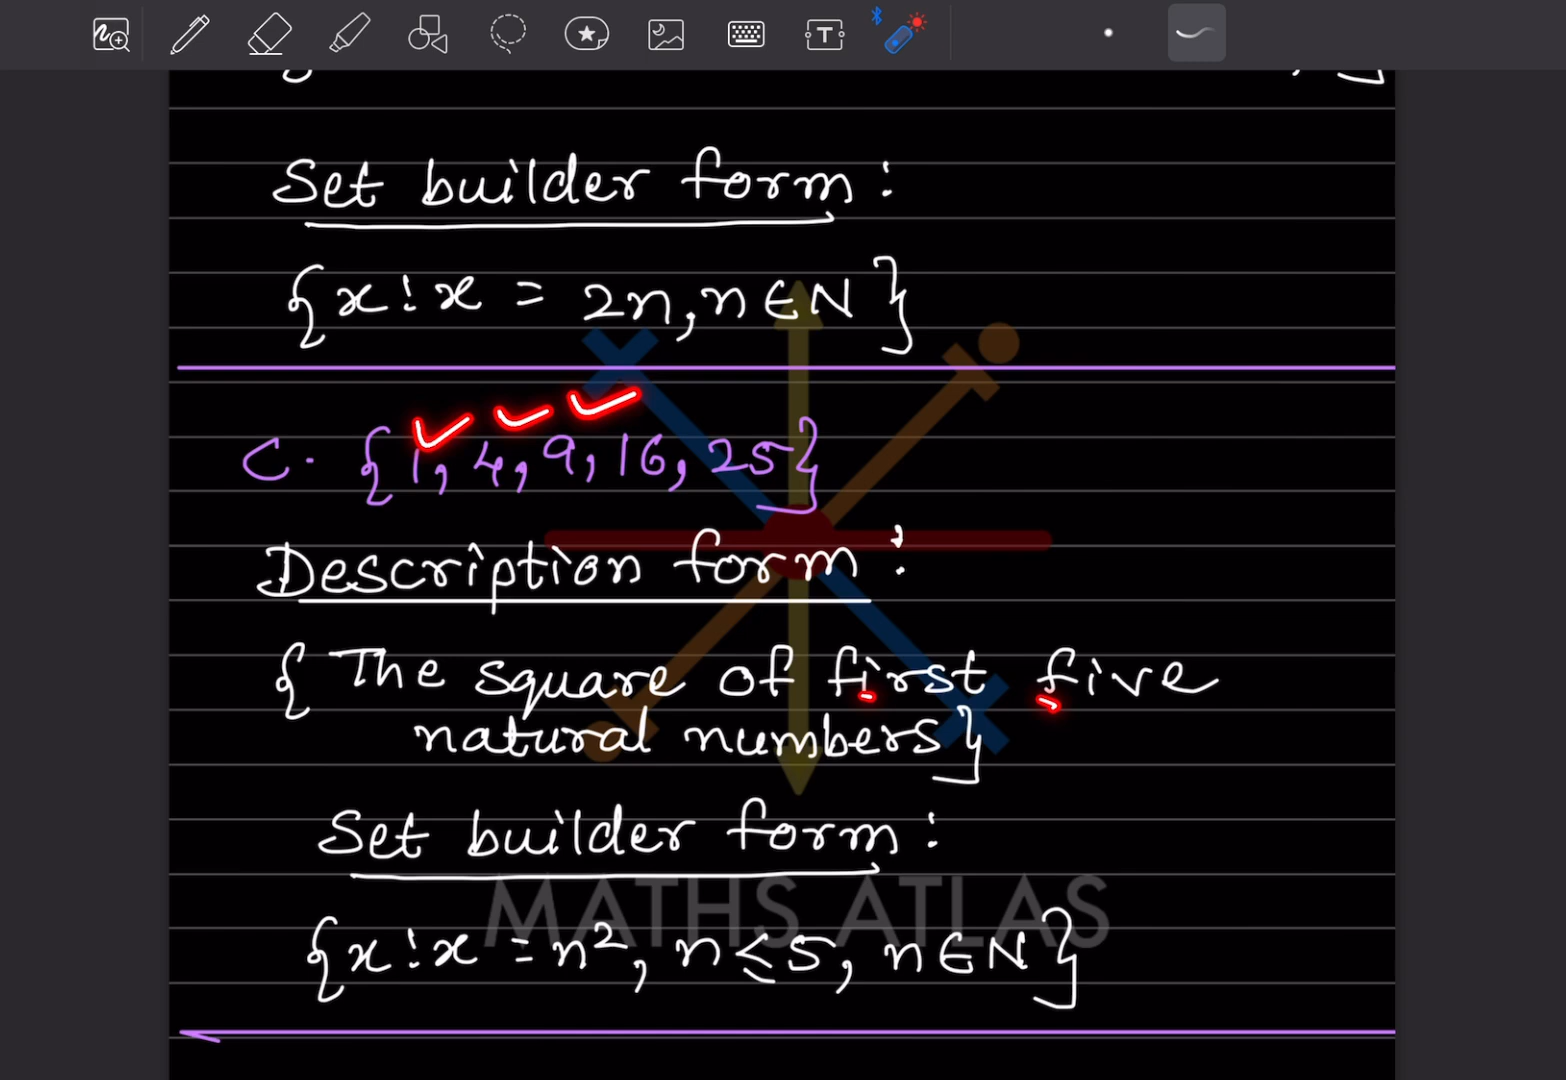 Set builder form:
{x!x = 2n, n∈N}
C. {1, 4, 9, 16, 25}
Description form:
{ The square of first five
natural numbers}
Set builder form:
MATHS ATLAS
{x!x = n², n≤5, n∈N}